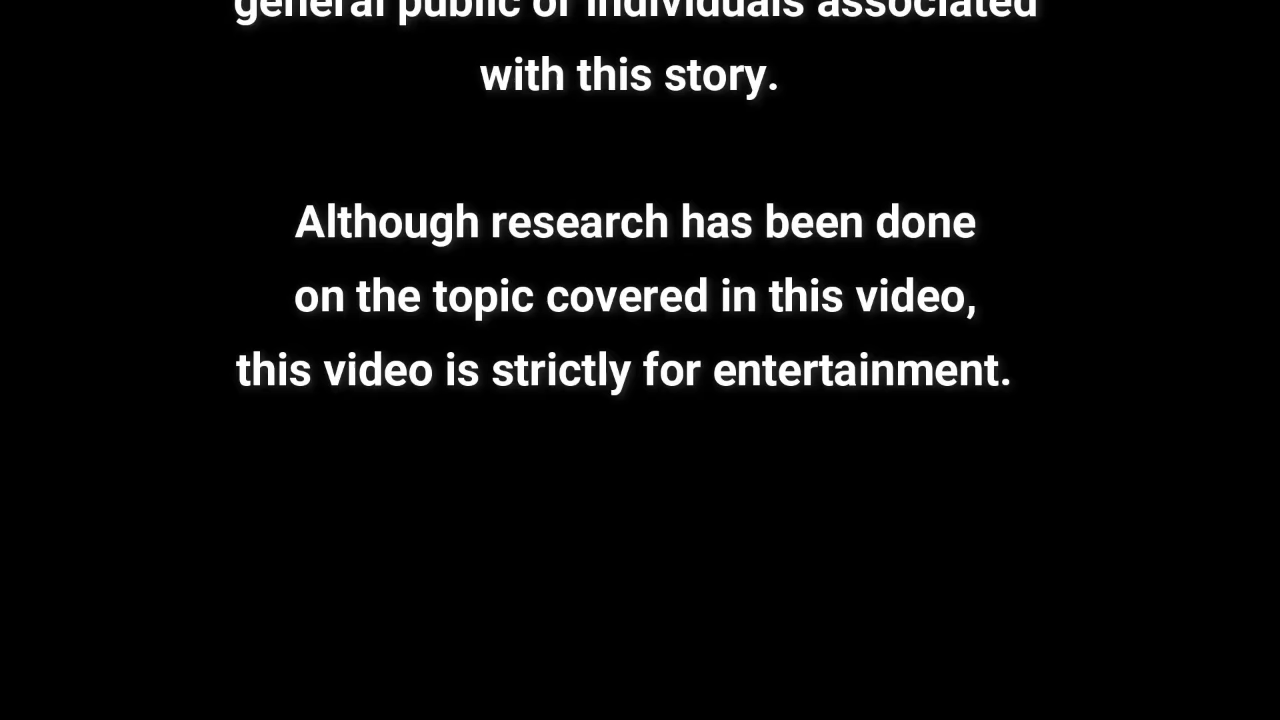 general public or individuals associated
with this story.
Although research has been done
on the topic covered in this video,
this video is strictly for entertainment.